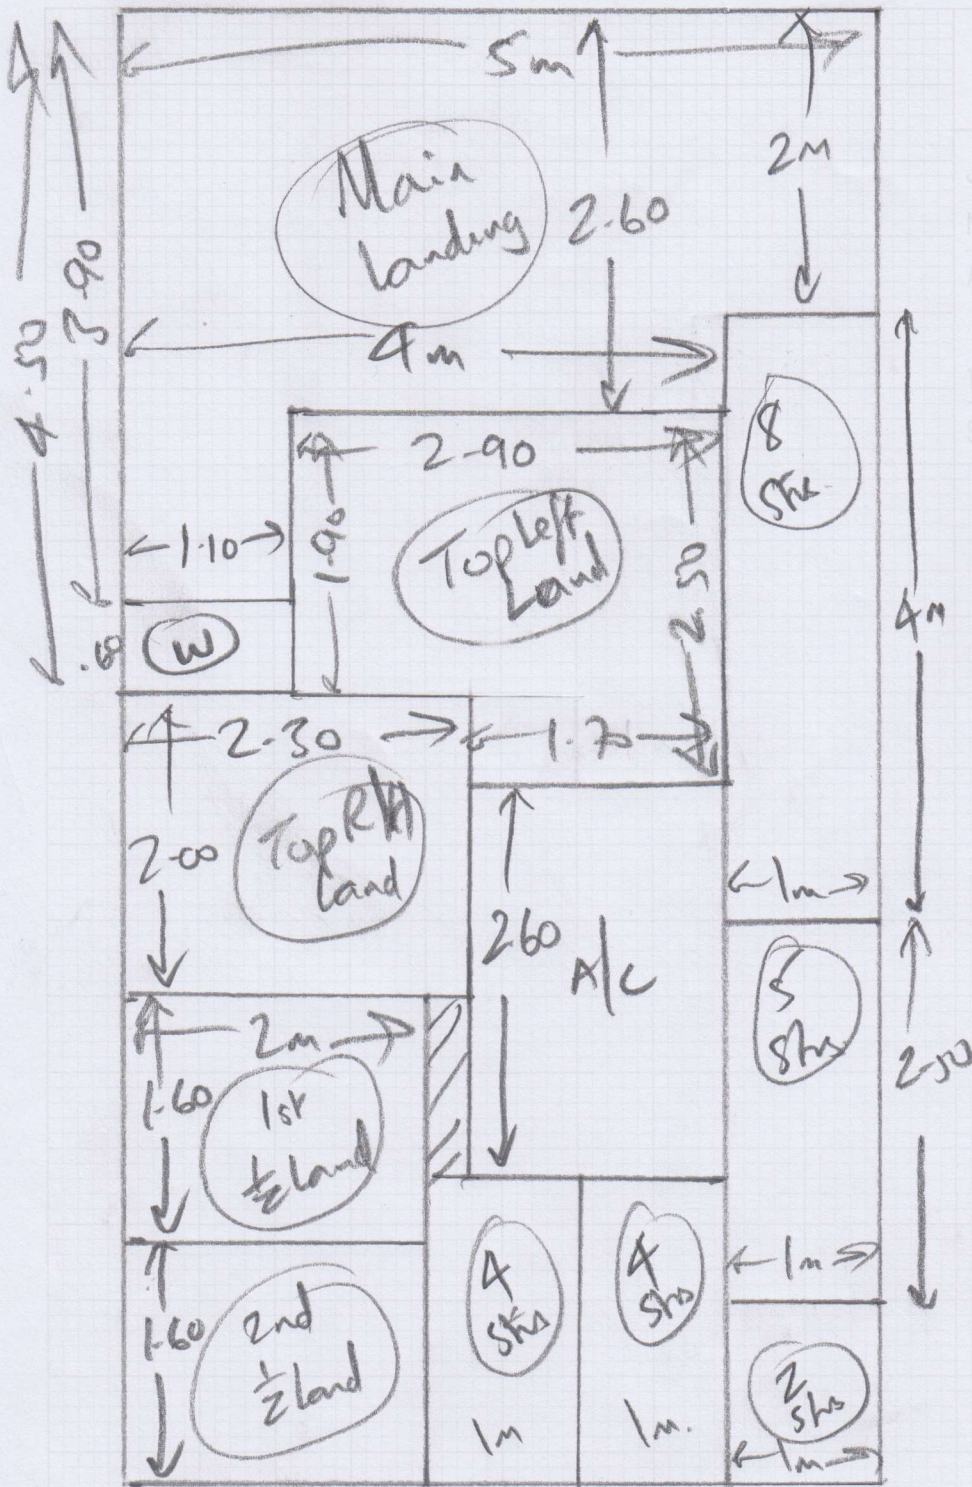 5m
2m
Main
Landing
2.60
3.90
4.50
4m
8
Strs
2.90
Top Left
Land
1.10
1.90
2.50
4m
.60
W
2.30
1.70
Top R/H
Land
2.00
1m
2.60
A/C
5
Strs
2m
2.50
1.60
1st
1/2 Land
4
Strs
4
Strs
1m
1.60
2nd
1/2 Land
2
Strs
1m
1m.
1m